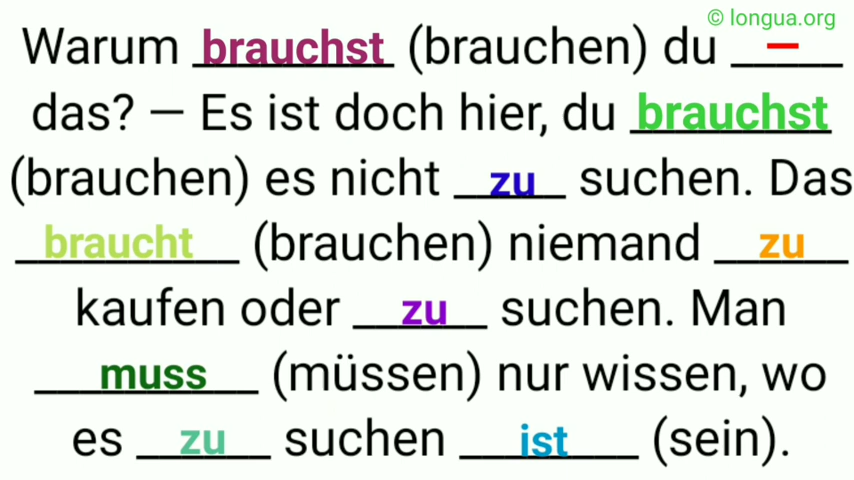 © longua.org
Warum brauchst (brauchen) du –
das? – Es ist doch hier, du brauchst
(brauchen) es nicht zu suchen. Das
braucht (brauchen) niemand zu
kaufen oder zu suchen. Man
muss (müssen) nur wissen, wo
es zu suchen ist (sein).